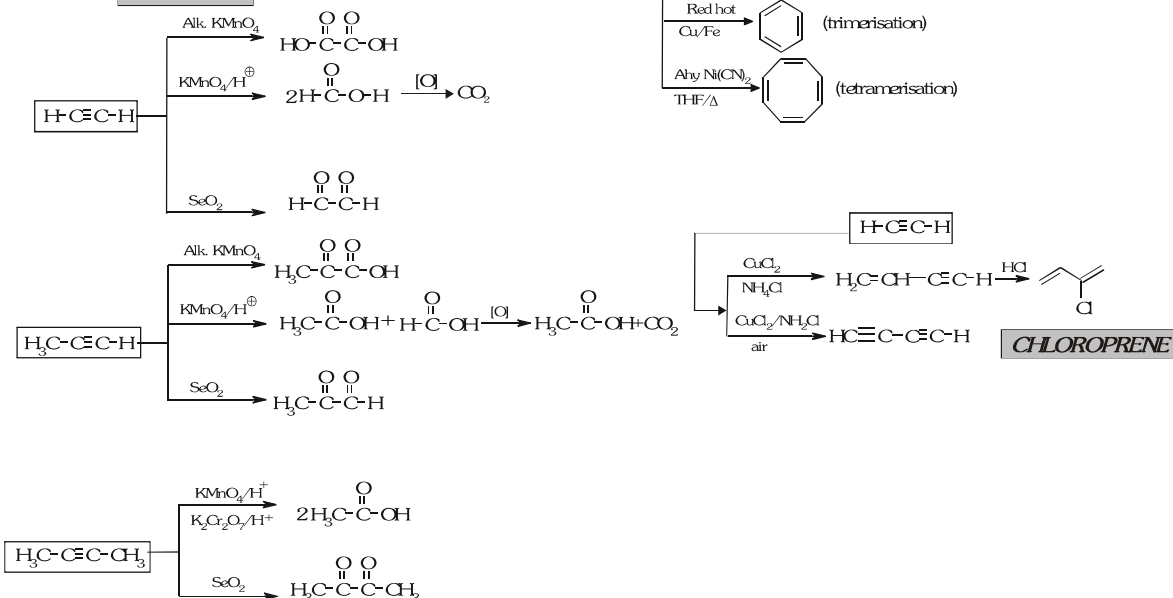 Alk. KMnO4
O O
HO-C-C-OH
KMnO4/H⊕
O
2H-C-O-H
[O]
CO2
H-C≡C-H
SeO2
O O
H-C-C-H
Red hot
Cu/Fe
(trimerisation)
Ahy Ni(CN)2
THF/Δ
(tetramerisation)
Alk. KMnO4
O O
H3C-C-C-OH
KMnO4/H⊕
O
H3C-C-OH+
O
H-C-OH
[O]
O
H3C-C-OH+CO2
H3C-C≡C-H
SeO2
O O
H3C-C-C-H
H-C≡C-H
CuCl2
NH4Cl
H2C=CH-C≡C-H
HCl
Cl
CuCl2/NH2Cl
air
HC≡C-C≡C-H
CHLOROPRENE
KMnO4/H+
K2Cr2O7/H+
O
2H3C-C-OH
H3C-C≡C-CH3
SeO2
O O
H3C-C-C-CH3